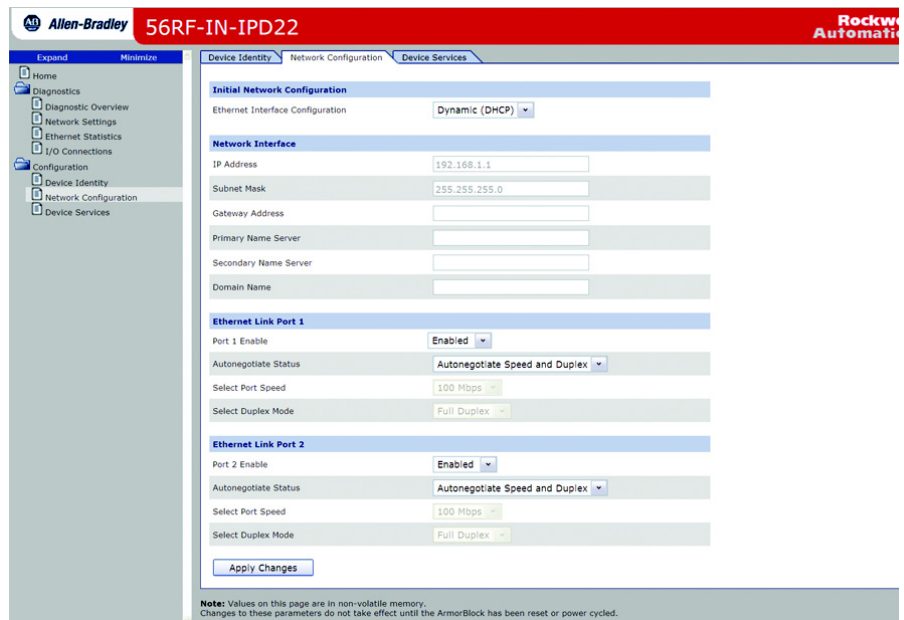 AB Allen-Bradley 56RF-IN-IPD22
Expand Minimize
Home
Diagnostics
Diagnostic Overview
Network Settings
Ethernet Statistics
I/O Connections
Configuration
Device Identity
Network Configuration
Device Services
Device Identity Network Configuration Device Services
Initial Network Configuration
Ethernet Interface Configuration Dynamic (DHCP)
Network Interface
IP Address 192.168.1.1
Subnet Mask 255.255.255.0
Gateway Address
Primary Name Server
Secondary Name Server
Domain Name
Ethernet Link Port 1
Port 1 Enable Enabled
Autonegotiate Status Autonegotiate Speed and Duplex
Select Port Speed 100 Mbps
Select Duplex Mode Full Duplex
Ethernet Link Port 2
Port 2 Enable Enabled
Autonegotiate Status Autonegotiate Speed and Duplex
Select Port Speed 100 Mbps
Select Duplex Mode Full Duplex
Apply Changes
Note: Values on this page are in non-volatile memory.
Changes to these parameters do not take effect until the ArmorBlock has been reset or power cycled.